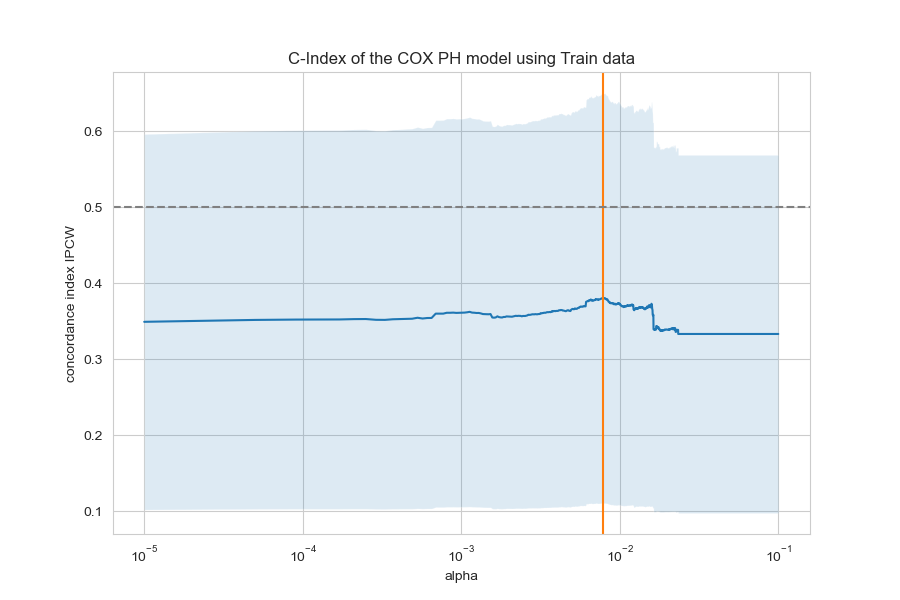 C-Index of the COX PH model using Train data
concordance index IPCW
0.6
0.5
0.4
0.3
0.2
0.1
10⁻⁵ 10⁻⁴ 10⁻³ 10⁻² 10⁻¹
alpha